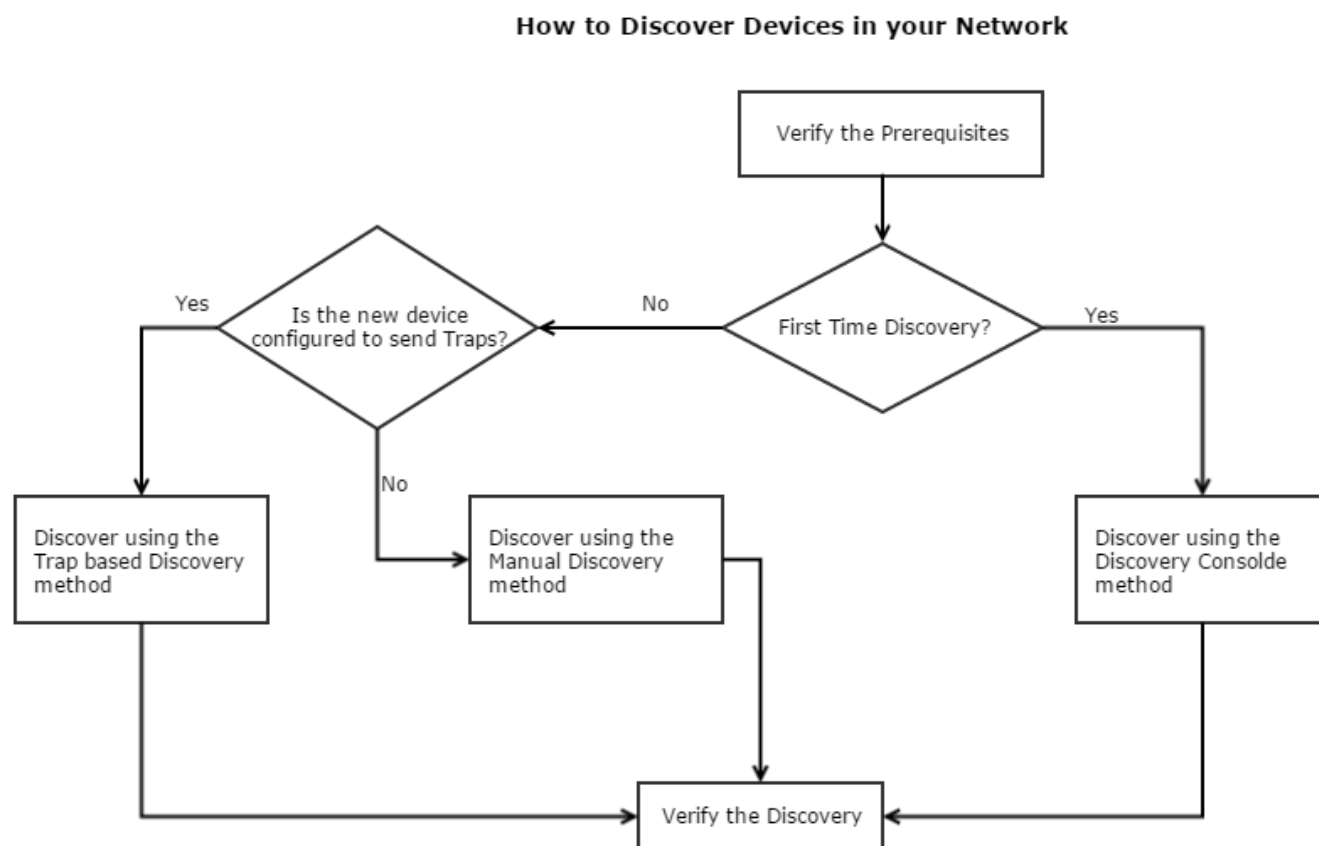 How to Discover Devices in your Network
Verify the Prerequisites
Yes
Is the new device
configured to send Traps?
No
First Time Discovery?
Yes
No
Discover using the
Trap based Discovery
method
Discover using the
Manual Discovery
method
Discover using the
Discovery Consolde
method
Verify the Discovery